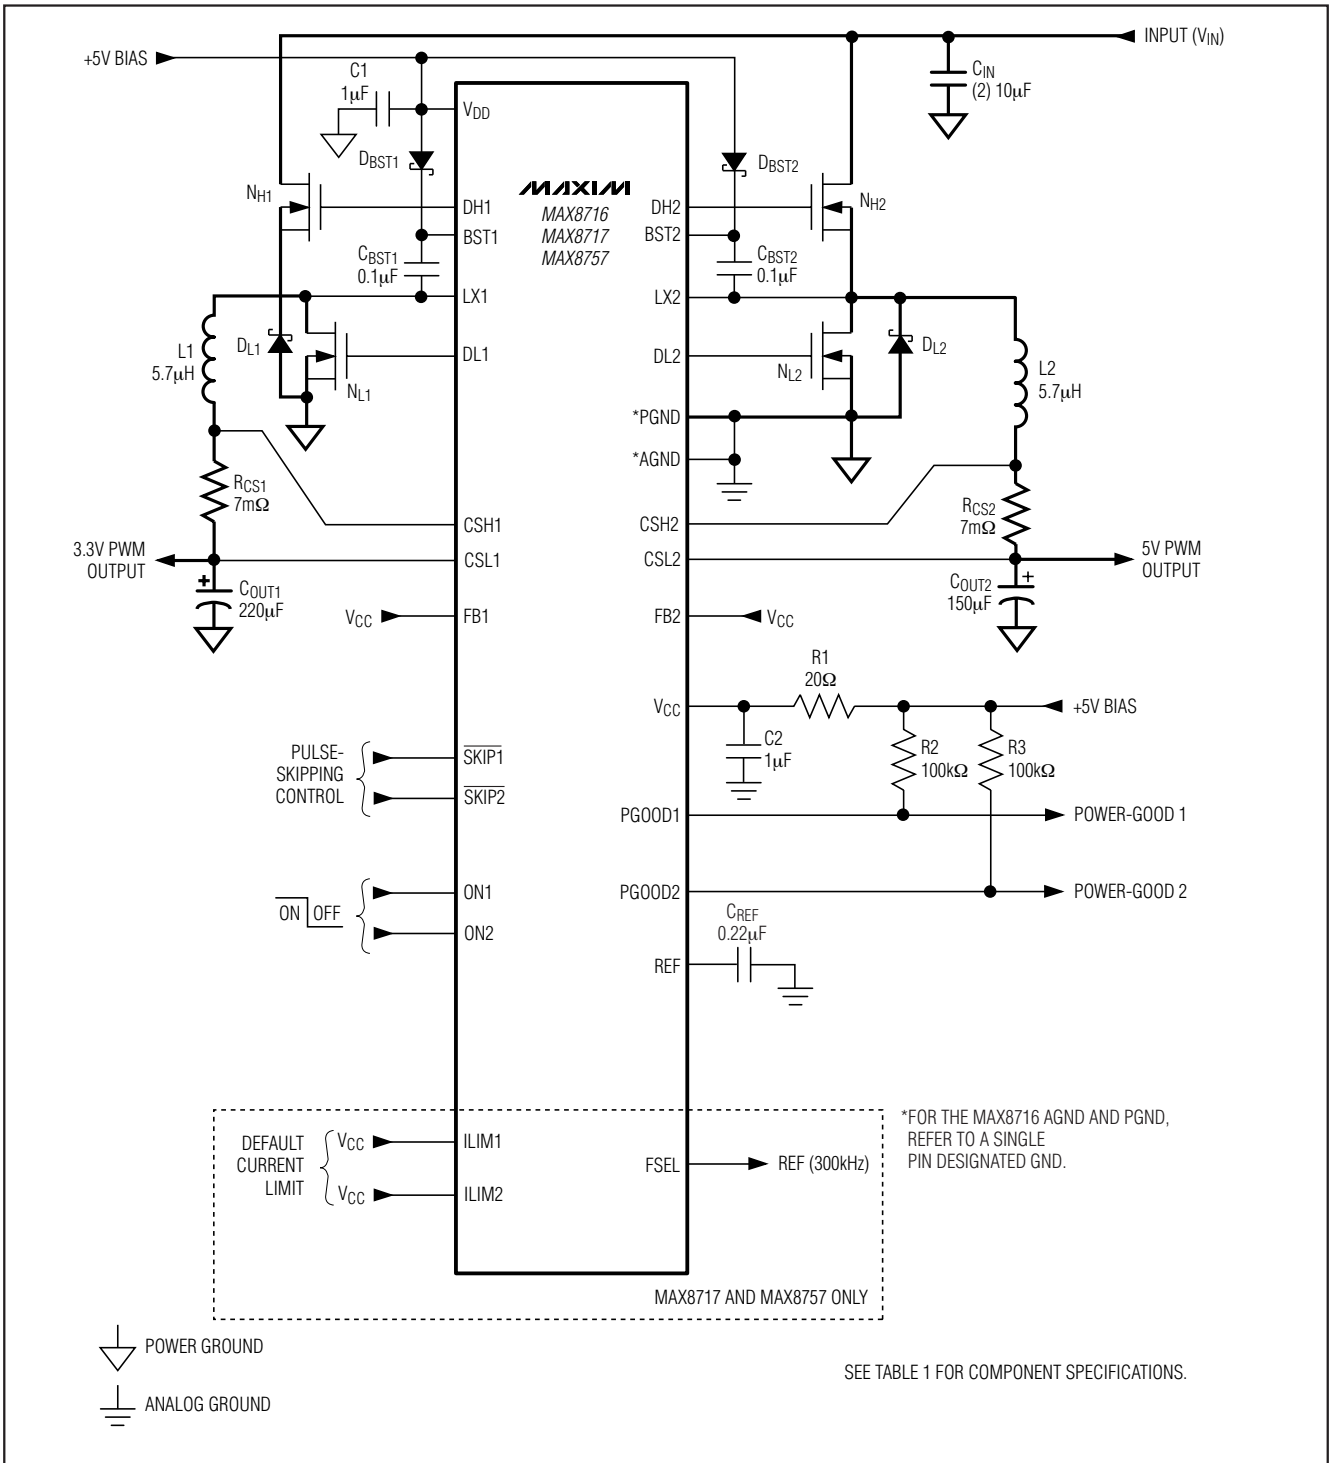 INPUT (VIN)
+5V BIAS
C1
1µF
CIN
(2) 10µF
VDD
DBST1
DBST2
MAXIM
NH1
DH1
MAX8716
DH2
NH2
BST1
MAX8717
BST2
MAX8757
CBST1
0.1µF
CBST2
0.1µF
LX1
LX2
L1
5.7µH
DL1
DL1
DL2
DL2
NL1
NL2
L2
5.7µH
*PGND
*AGND
RCS1
7mΩ
RCS2
7mΩ
CSH1
CSH2
3.3V PWM
OUTPUT
CSL1
CSL2
5V PWM
OUTPUT
+
COUT1
220µF
COUT2
150µF
+
VCC
FB1
FB2
VCC
R1
20Ω
VCC
+5V BIAS
C2
1µF
R2
100kΩ
R3
100kΩ
PULSE-
SKIPPING
CONTROL
SKIP1
SKIP2
PGOOD1
POWER-GOOD 1
ON OFF
ON1
ON2
PGOOD2
POWER-GOOD 2
CREF
0.22µF
REF
DEFAULT
CURRENT
LIMIT
VCC
ILIM1
VCC
ILIM2
FSEL
REF (300kHz)
*FOR THE MAX8716 AGND AND PGND,
REFER TO A SINGLE
PIN DESIGNATED GND.
MAX8717 AND MAX8757 ONLY
POWER GROUND
ANALOG GROUND
SEE TABLE 1 FOR COMPONENT SPECIFICATIONS.